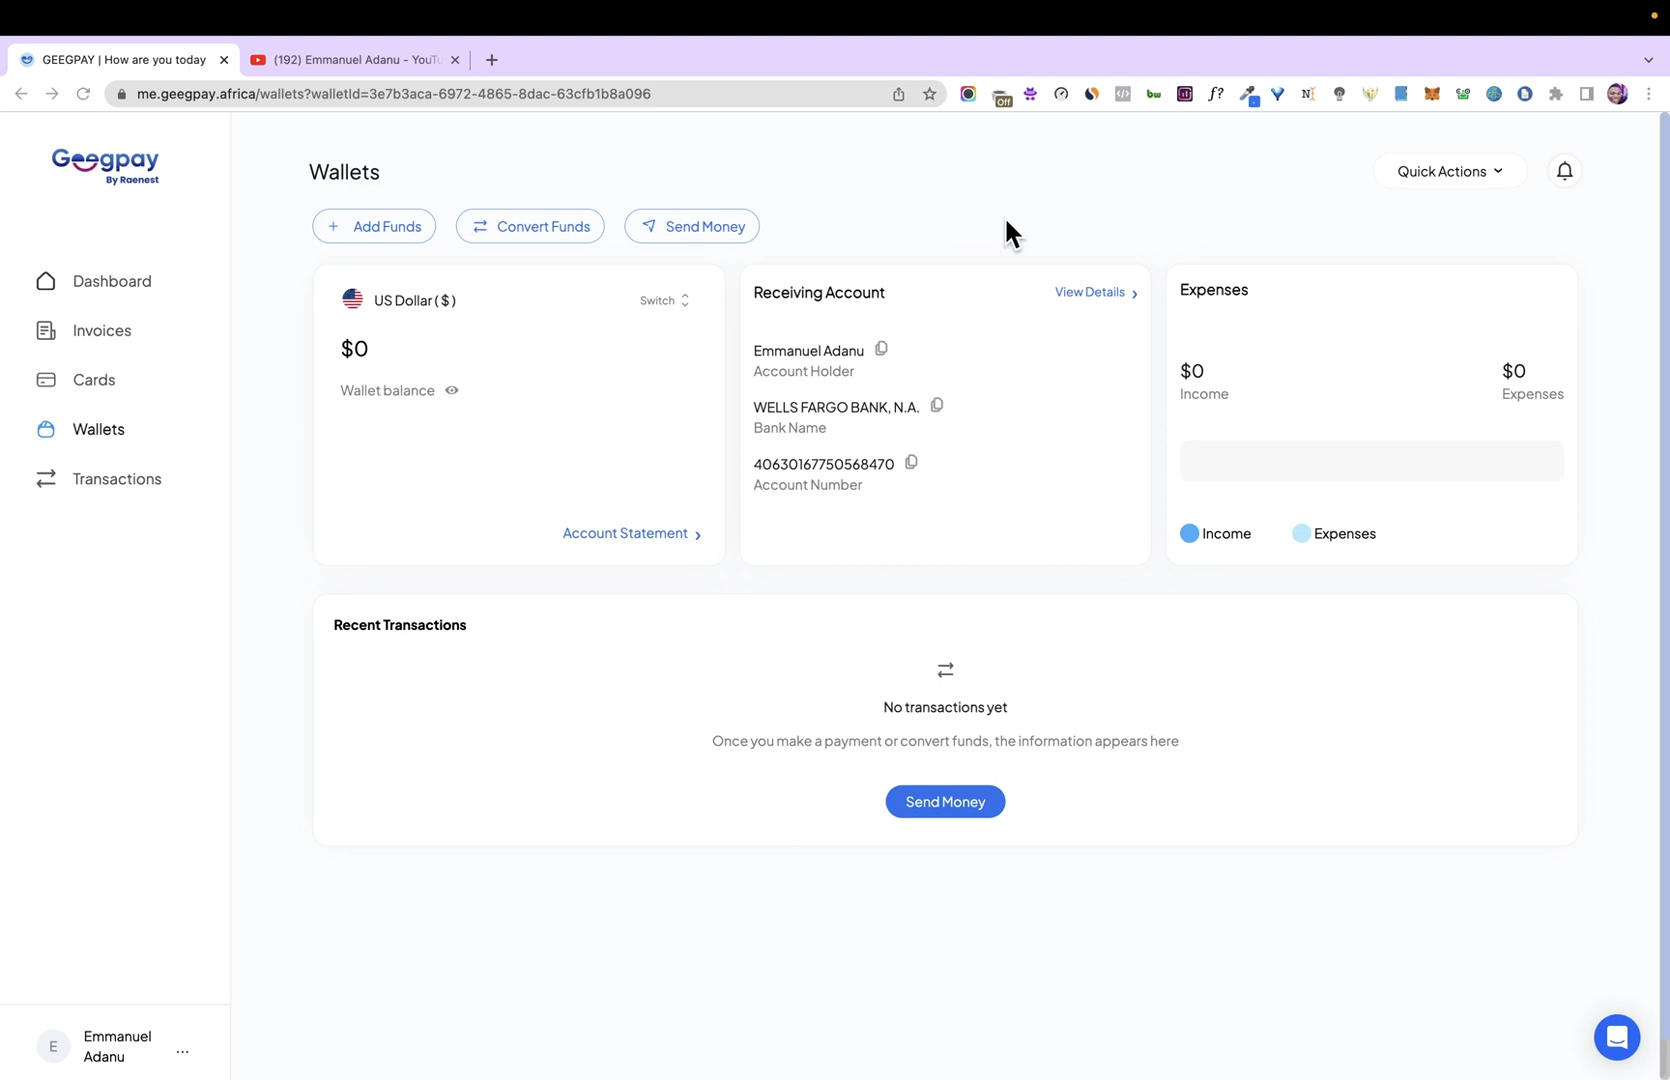 GEEGPAY | How are you today
(192) Emmanuel Adanu - YouTu
me.geegpay.africa/wallets?walletId=3e7b3aca-6972-4865-8dac-63cfb1b8a096
Off
bw
f?
Geegpay
By Raenest
Dashboard
Invoices
Cards
Wallets
Transactions
Emmanuel
Adanu
E
...
Wallets
Quick Actions
+ Add Funds
Convert Funds
Send Money
US Dollar ( $ )
Switch
$0
Wallet balance
Account Statement
Receiving Account
View Details
Emmanuel Adanu
Account Holder
WELLS FARGO BANK, N.A.
Bank Name
40630167750568470
Account Number
Expenses
$0
Income
$0
Expenses
Income
Expenses
Recent Transactions
No transactions yet
Once you make a payment or convert funds, the information appears here
Send Money